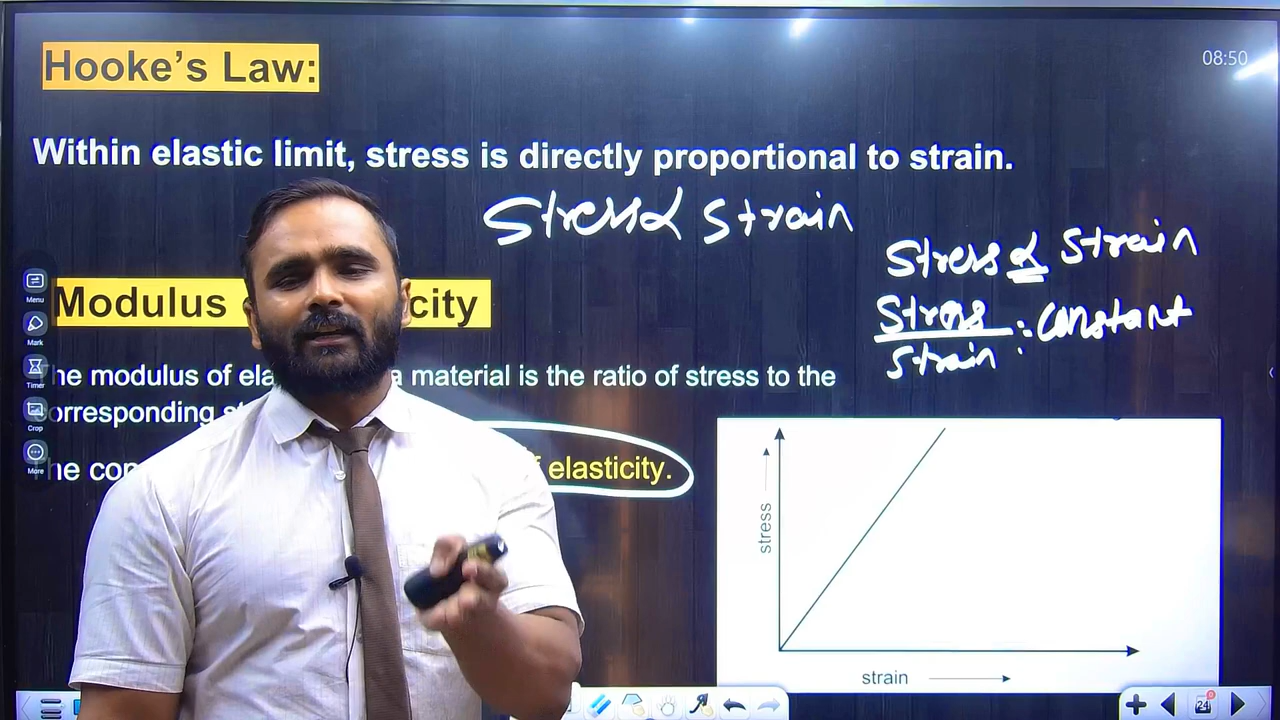 Hooke's Law:
08:50
Within elastic limit, stress is directly proportional to strain.
Stress ∝ Strain
Stress ∝ Strain
Stress
Strain : constant
Modulus city
Menu
Mark
Timer
Crop
More
he modulus of ela a material is the ratio of stress to the
orresponding
he con f elasticity.
stress
strain
24